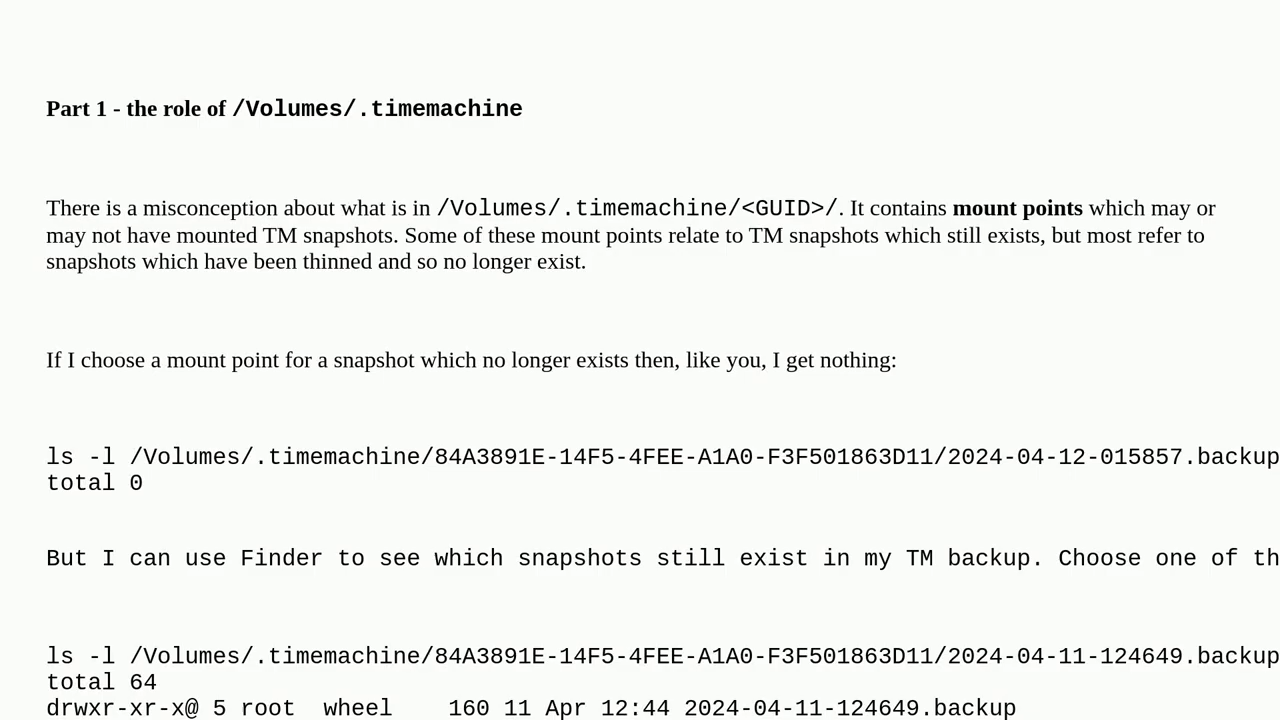 Part 1 - the role of /Volumes/.timemachine
There is a misconception about what is in /Volumes/.timemachine/<GUID>/. It contains mount points which may or
may not have mounted TM snapshots. Some of these mount points relate to TM snapshots which still exists, but most refer to
snapshots which have been thinned and so no longer exist.
If I choose a mount point for a snapshot which no longer exists then, like you, I get nothing:
ls -l /Volumes/.timemachine/84A3891E-14F5-4FEE-A1A0-F3F501863D11/2024-04-12-015857.backup
total 0
But I can use Finder to see which snapshots still exist in my TM backup. Choose one of th
ls -l /Volumes/.timemachine/84A3891E-14F5-4FEE-A1A0-F3F501863D11/2024-04-11-124649.backup
total 64
drwxr-xr-x@ 5 root  wheel    160 11 Apr 12:44 2024-04-11-124649.backup